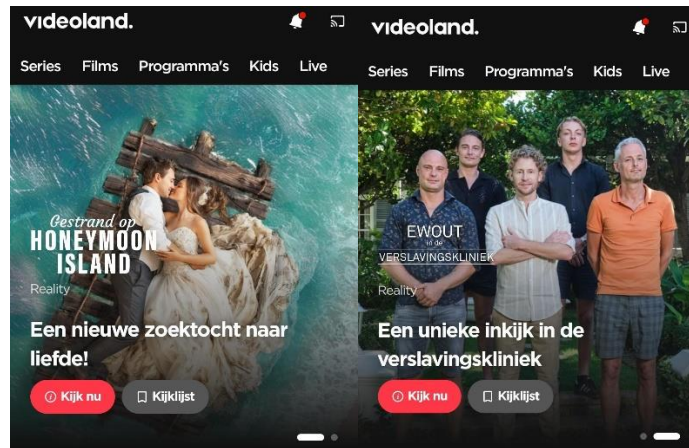 videoland.
Series Films Programma's Kids Live
Gestrand op
HONEYMOON
ISLAND
Reality
Een nieuwe zoektocht naar
liefde!
Kijk nu Kijklijst
videoland.
Series Films Programma's Kids Live
EWOUT
in de
VERSLAVINGSKLINIEK
Reality
Een unieke inkijk in de
verslavingskliniek
Kijk nu Kijklijst